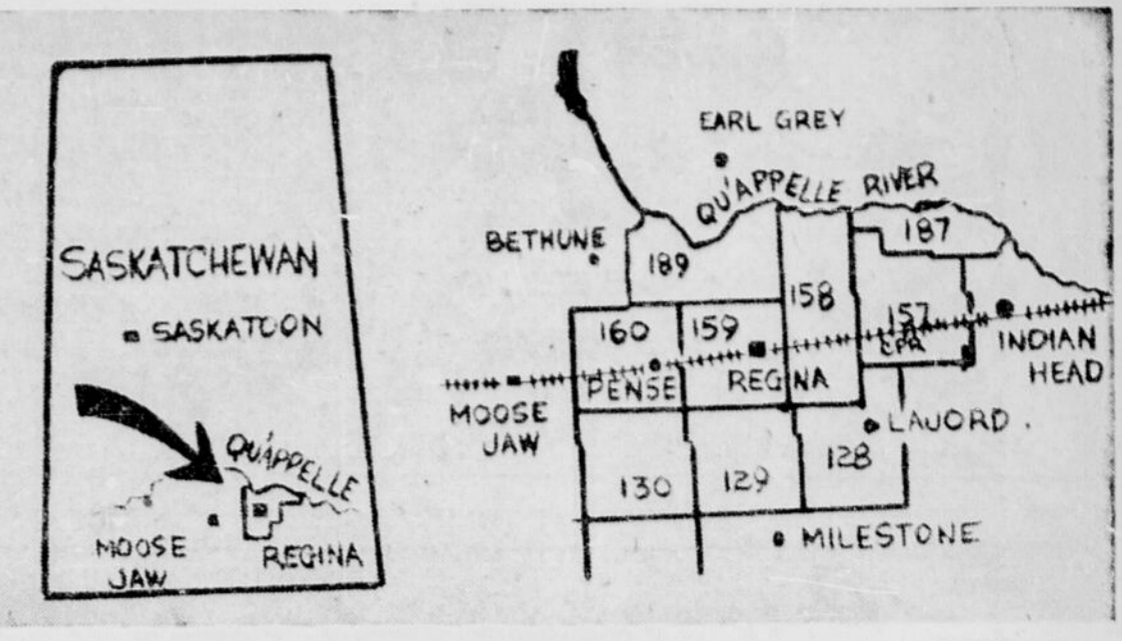 SASKATCHEWAN
SASKATOON
QU'APPELLE
MOOSE
JAW
REGINA
EARL GREY
QU'APPELLE RIVER
BETHUNE
187
189
158
157
160
159
CPR
INDIAN
HEAD
PENSE
REGINA
MOOSE
JAW
LAJORD
128
130
129
MILESTONE